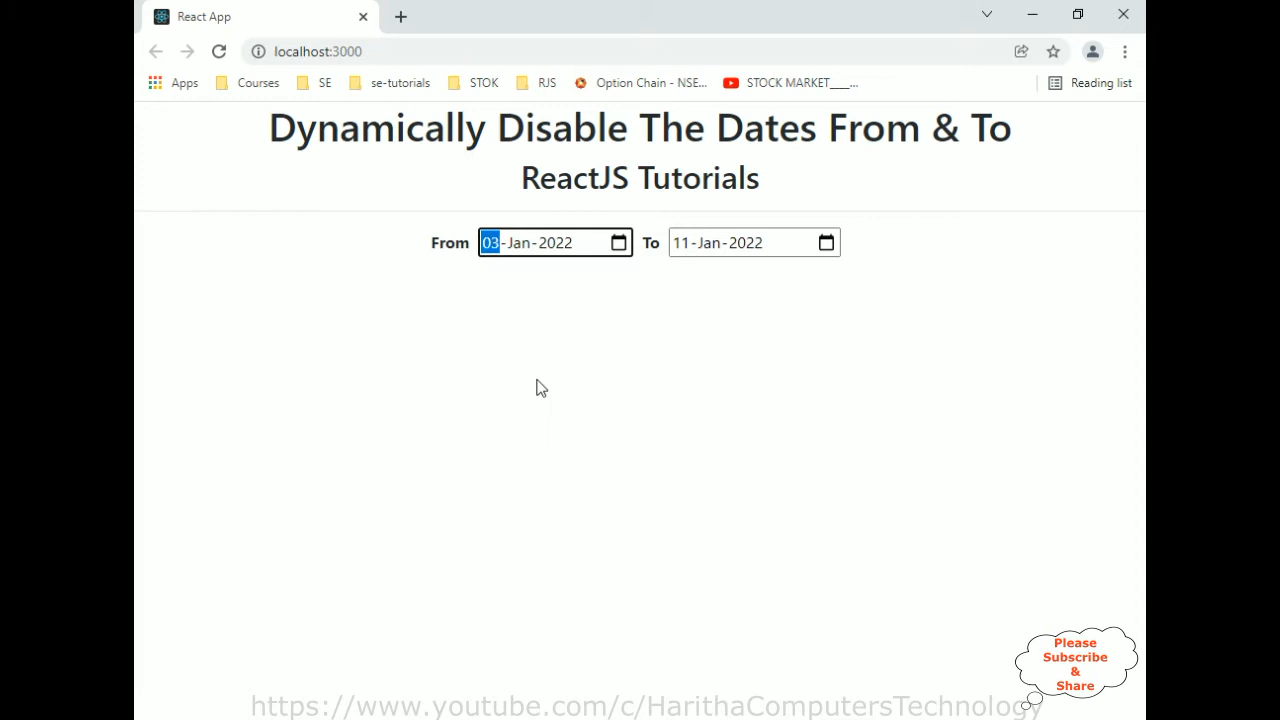 React App
localhost:3000
Apps Courses SE se-tutorials STOK RJS Option Chain - NSE... STOCK MARKET____... Reading list
Dynamically Disable The Dates From & To
ReactJS Tutorials
From 03-Jan-2022 To 11-Jan-2022
Please
Subscribe
&
Share
https://www.youtube.com/c/HarithaComputersTechnology